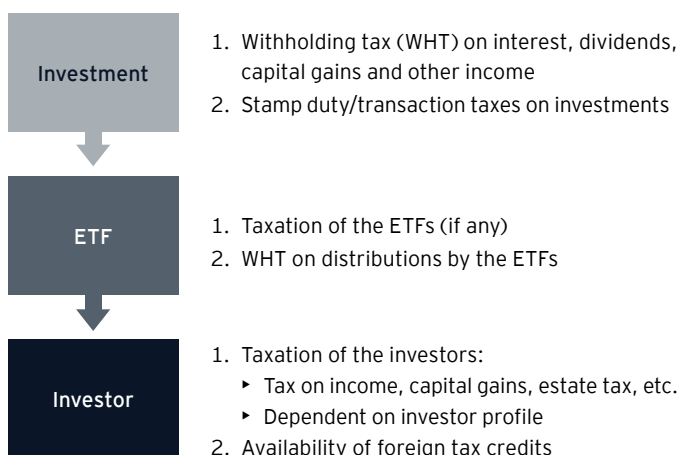 Investment
1. Withholding tax (WHT) on interest, dividends,
capital gains and other income
2. Stamp duty/transaction taxes on investments
ETF
1. Taxation of the ETFs (if any)
2. WHT on distributions by the ETFs
Investor
1. Taxation of the investors:
‣ Tax on income, capital gains, estate tax, etc.
‣ Dependent on investor profile
2. Availability of foreign tax credits